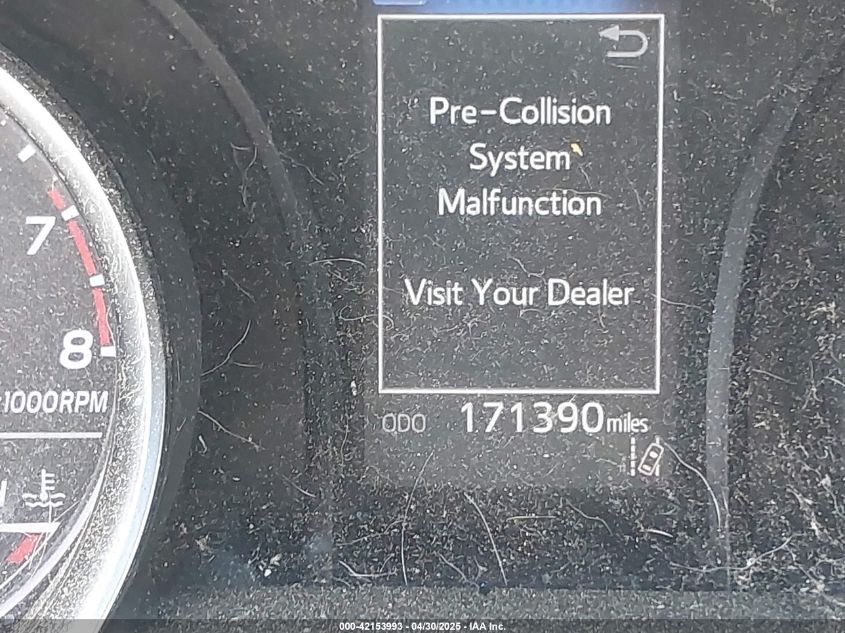 Pre-Collision
System
Malfunction
Visit Your Dealer
7
8
1000RPM
ODO 171390 miles
000-42153993 - 04/30/2025 - IAA Inc.